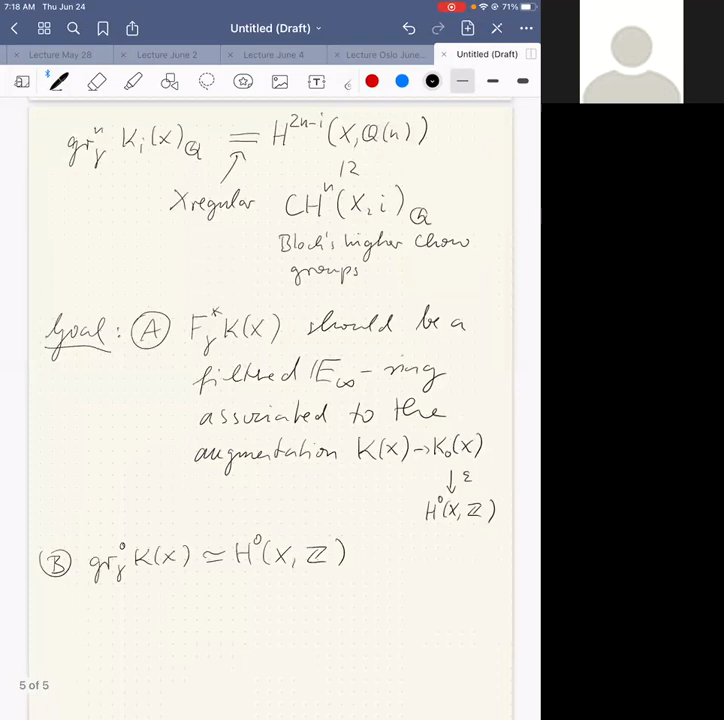 7:18 AM Thu Jun 24
71%
Untitled (Draft)
Lecture May 28
Lecture June 2
Lecture June 4
Lecture Oslo June...
Untitled (Draft)
gr_γ^n K_i(X)_Q = H^{2n-i}(X, Q(n))
X regular CH^n(X, i)_Q
Bloch's higher Chow
groups
Goal: (A) F_γ^* K(X) should be a
filtered E_∞-ring
associated to the
augmentation K(X) → K_0(X)
↓ ε
H^0(X, Z)
(B) gr_γ^0 K(X) ≃ H^0(X, Z)
5 of 5